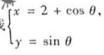 x = 2 + cos θ,
y = sin θ